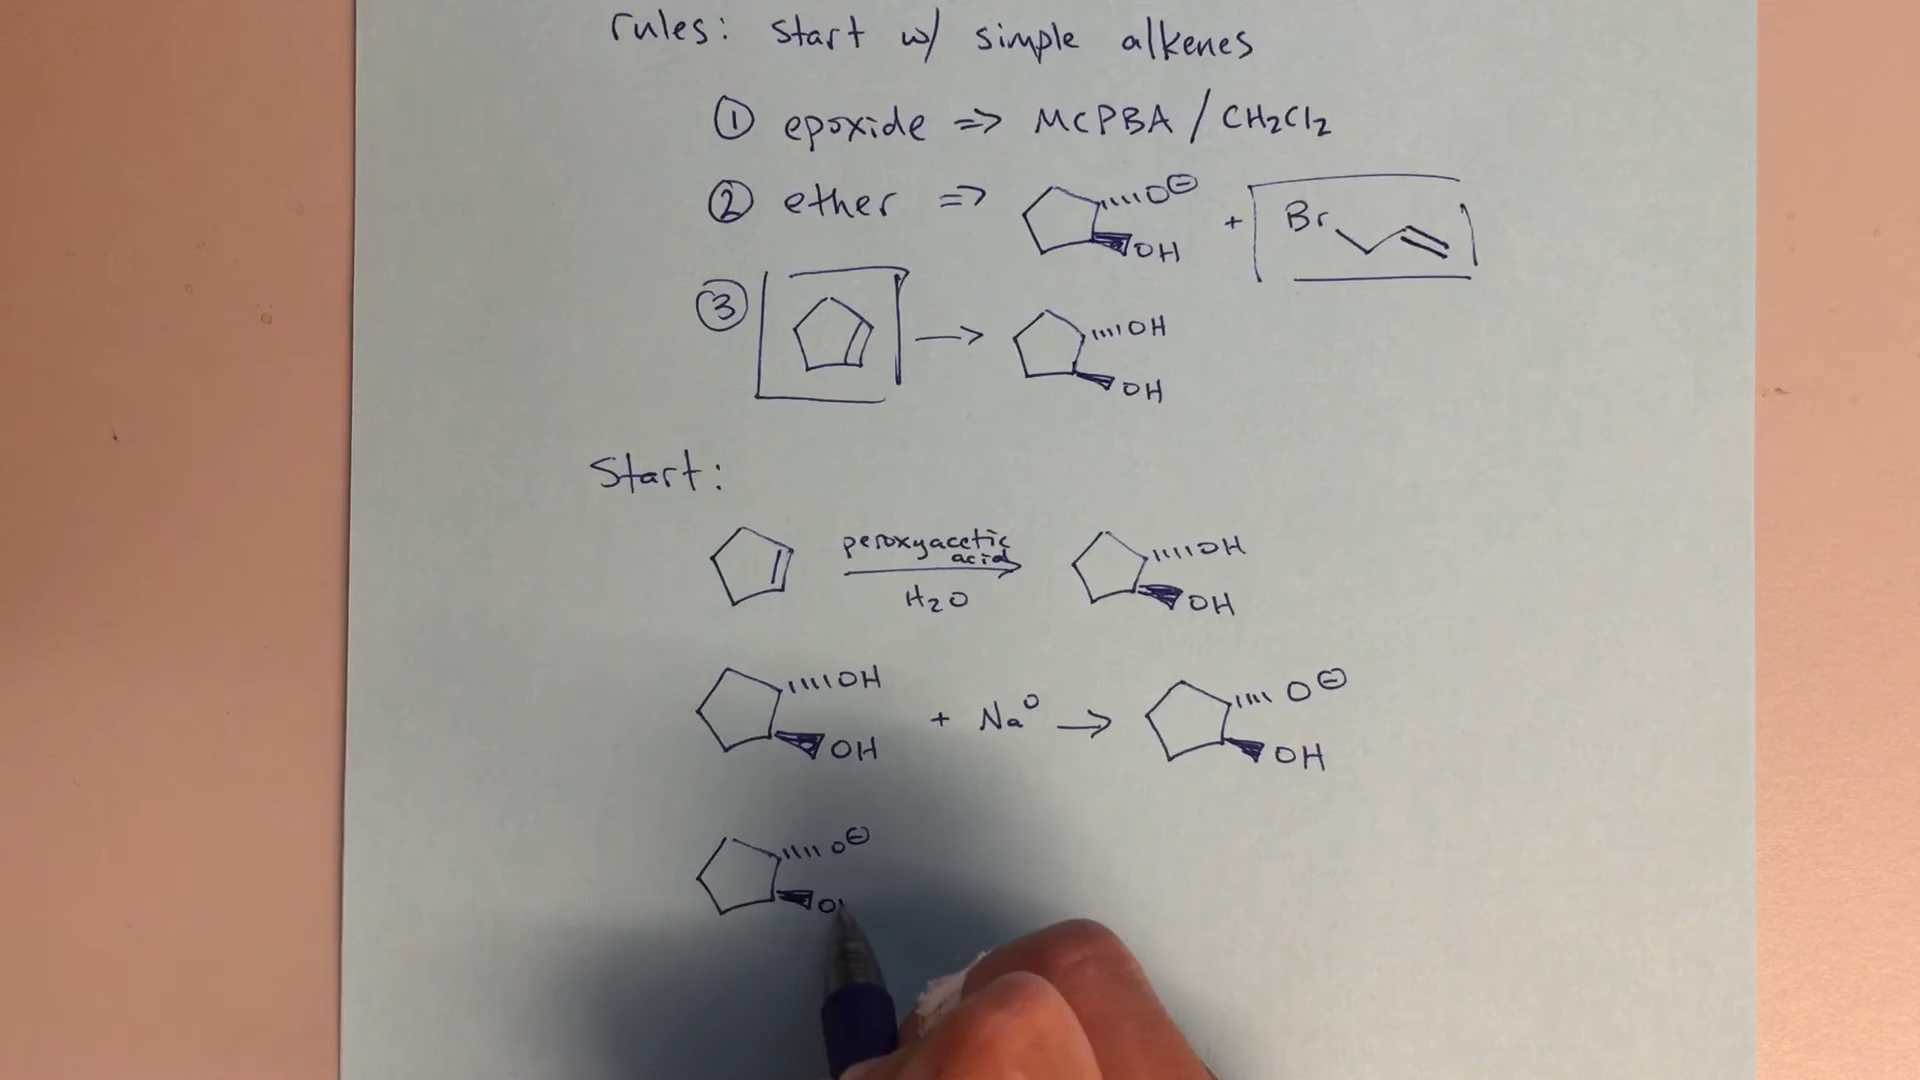 rules: start w/ simple alkenes
① epoxide => MCPBA / CH₂Cl₂
② ether => O⊖ OH + Br
③ → OH OH
Start:
peroxyacetic acid H₂O OH OH
OH OH + Na⁰ → O⊖ OH
O⊖ O